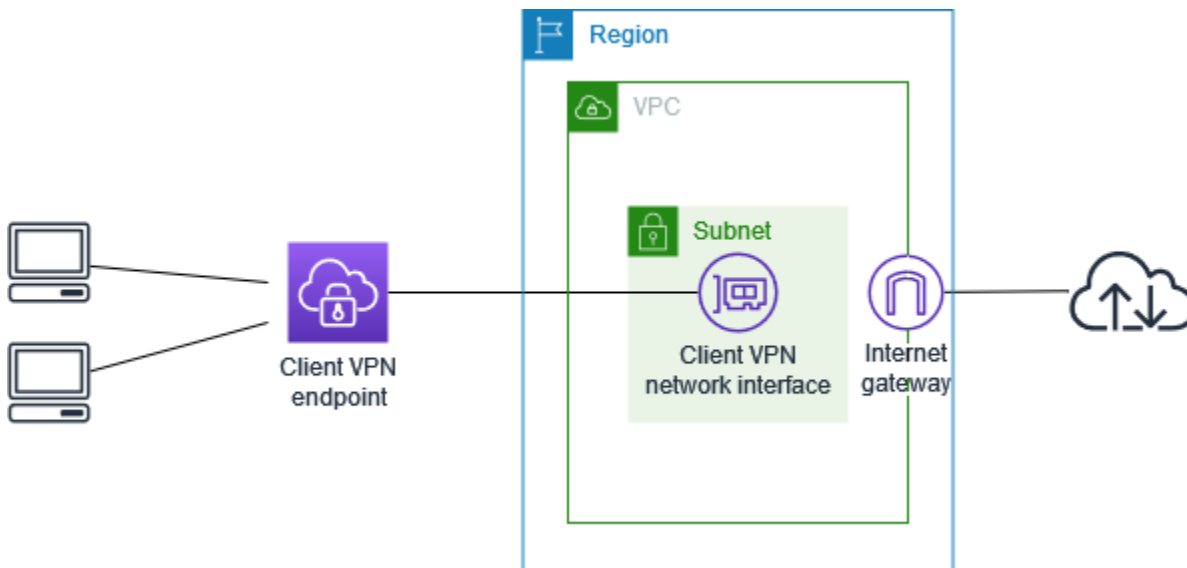 Region
VPC
Subnet
Client VPN
endpoint
Client VPN
network interface
Internet
gateway